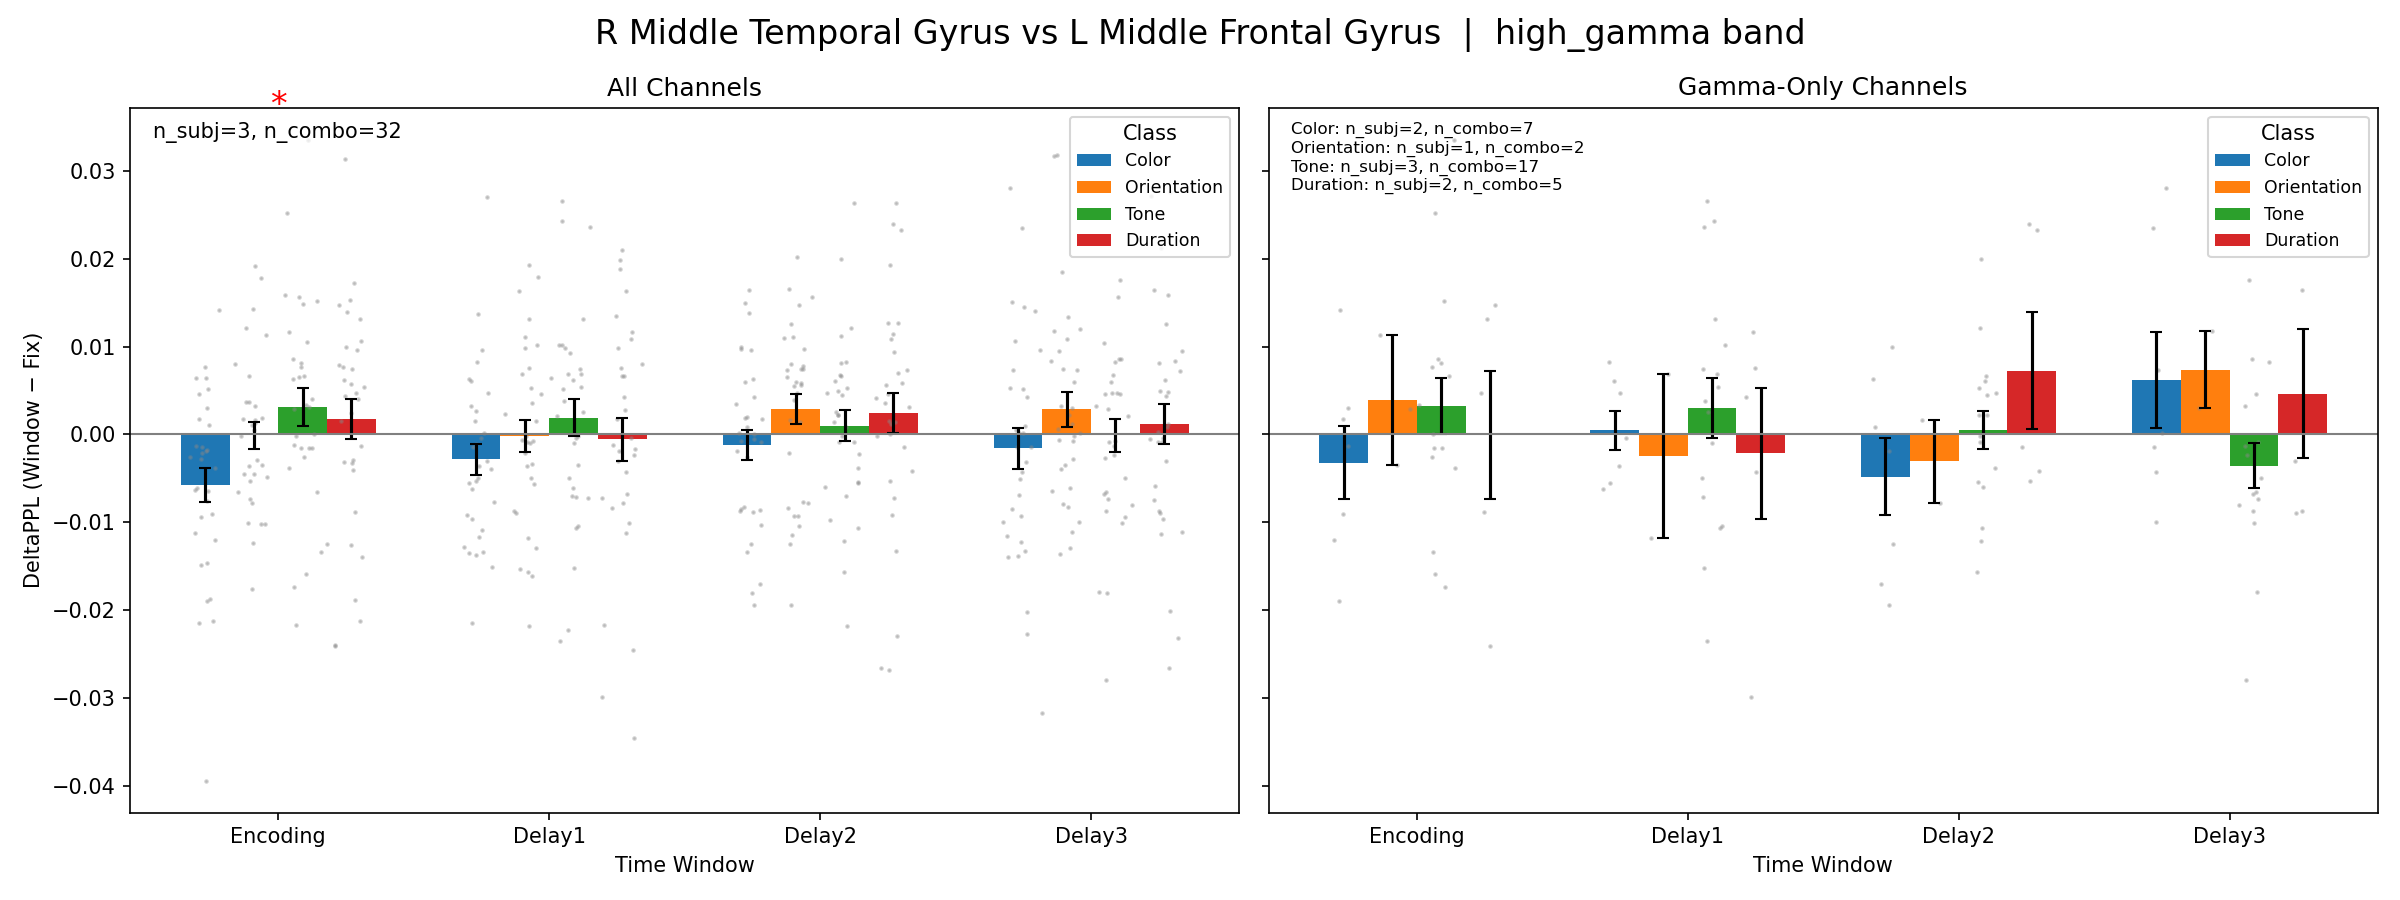 R Middle Temporal Gyrus vs L Middle Frontal Gyrus | high_gamma band
All Channels
*
n_subj=3, n_combo=32
Class
Color
Orientation
Tone
Duration
0.03
0.02
0.01
0.00
−0.01
−0.02
−0.03
−0.04
DeltaPPL (Window − Fix)
Encoding
Delay1
Delay2
Delay3
Time Window
Gamma-Only Channels
Color: n_subj=2, n_combo=7
Orientation: n_subj=1, n_combo=2
Tone: n_subj=3, n_combo=17
Duration: n_subj=2, n_combo=5
Class
Color
Orientation
Tone
Duration
Encoding
Delay1
Delay2
Delay3
Time Window